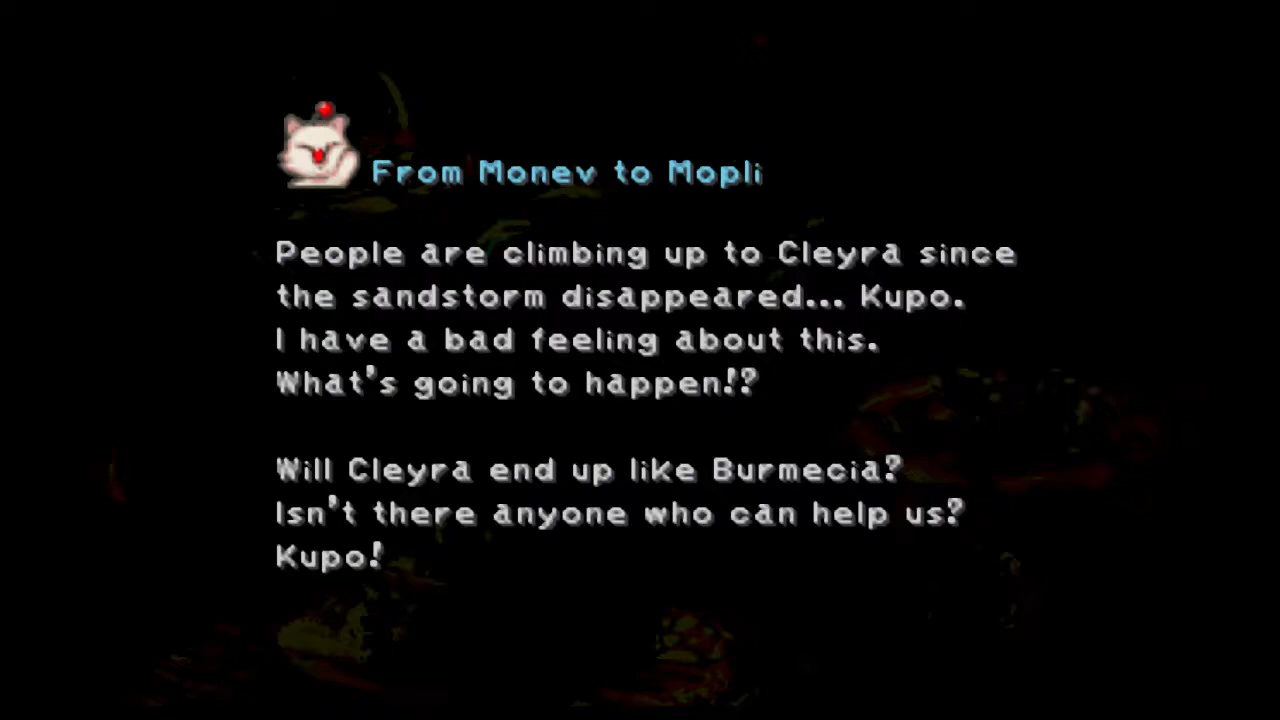 From Monev to Mopli
People are climbing up to Cleyra since
the sandstorm disappeared... Kupo.
I have a bad feeling about this.
What's going to happen!?
Will Cleyra end up like Burmecia?
Isn't there anyone who can help us?
Kupo!